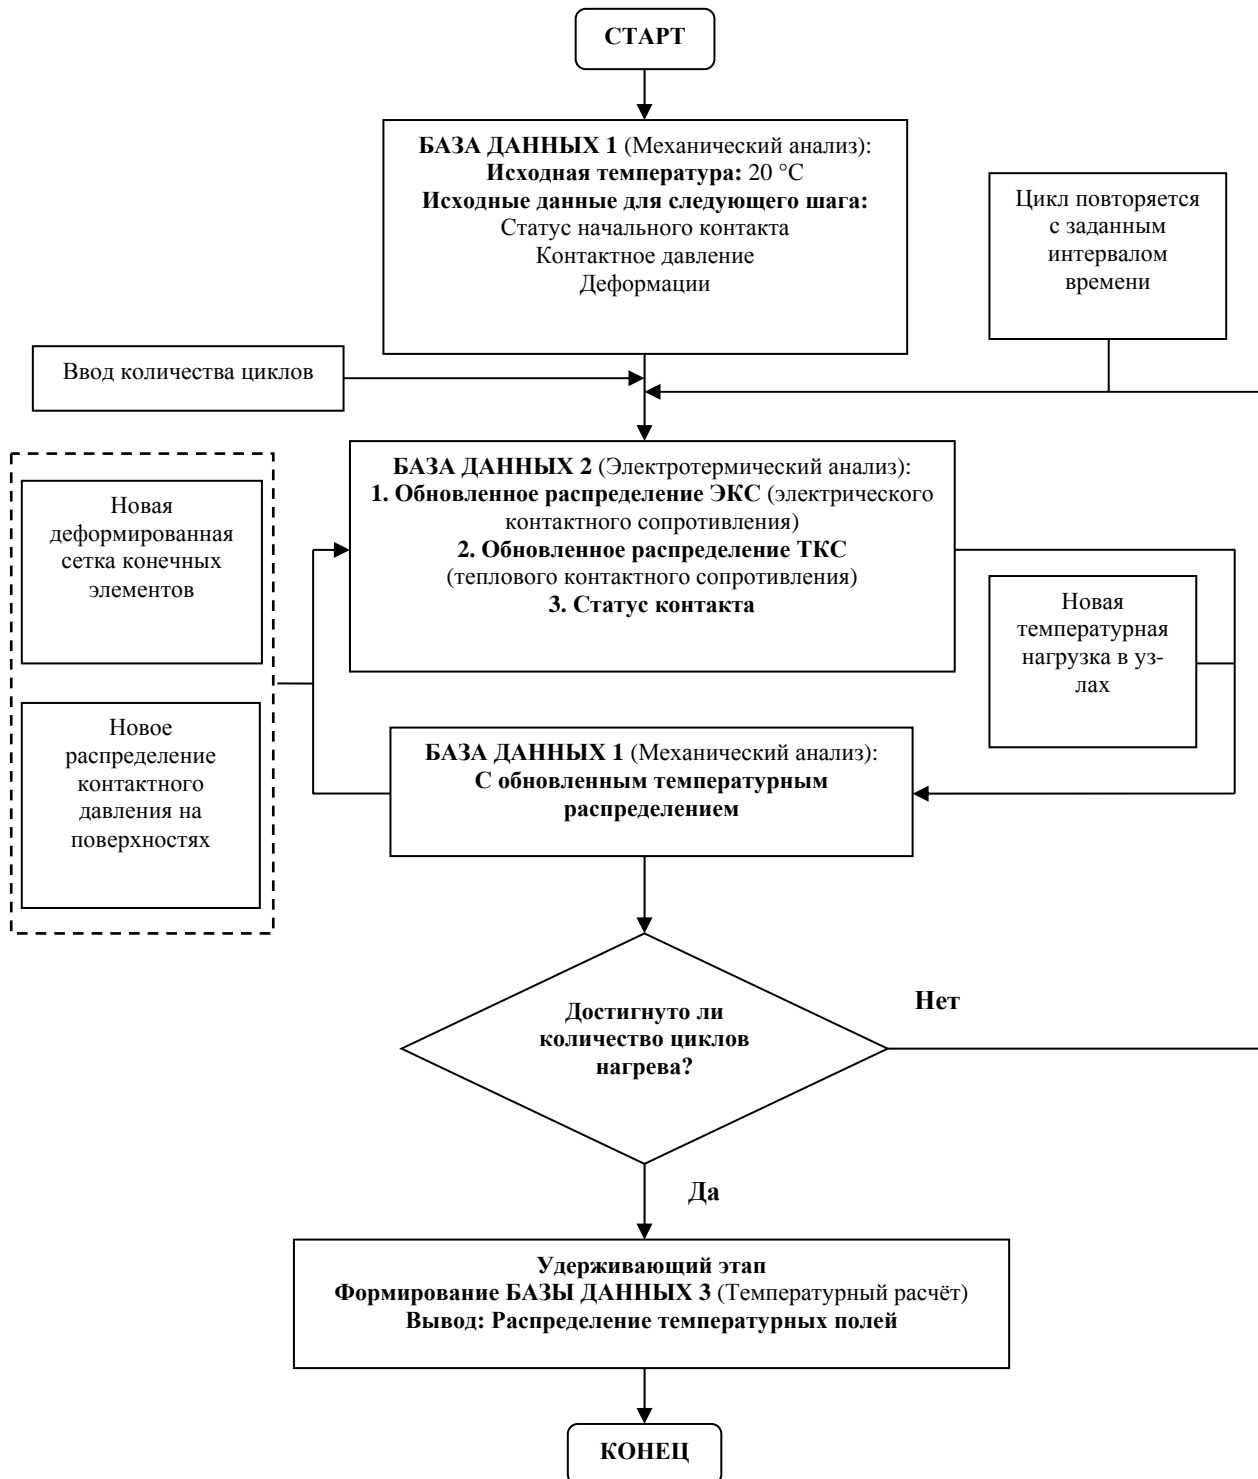 СТАРТ
БАЗА ДАННЫХ 1 (Механический анализ):
Исходная температура: 20 °С
Исходные данные для следующего шага:
Статус начального контакта
Контактное давление
Деформации
Цикл повторяется
с заданным
интервалом
времени
Ввод количества циклов
БАЗА ДАННЫХ 2 (Электротермический анализ):
1. Обновленное распределение ЭКС (электрического
контактного сопротивления)
2. Обновленное распределение ТКС
(теплового контактного сопротивления)
3. Статус контакта
Новая
деформированная
сетка конечных
элементов
Новая
температурная
нагрузка в уз-
лах
Новое
распределение
контактного
давления на
поверхностях
БАЗА ДАННЫХ 1 (Механический анализ):
С обновленным температурным
распределением
Достигнуто ли
количество циклов
нагрева?
Нет
Да
Удерживающий этап
Формирование БАЗЫ ДАННЫХ 3 (Температурный расчёт)
Вывод: Распределение температурных полей
КОНЕЦ